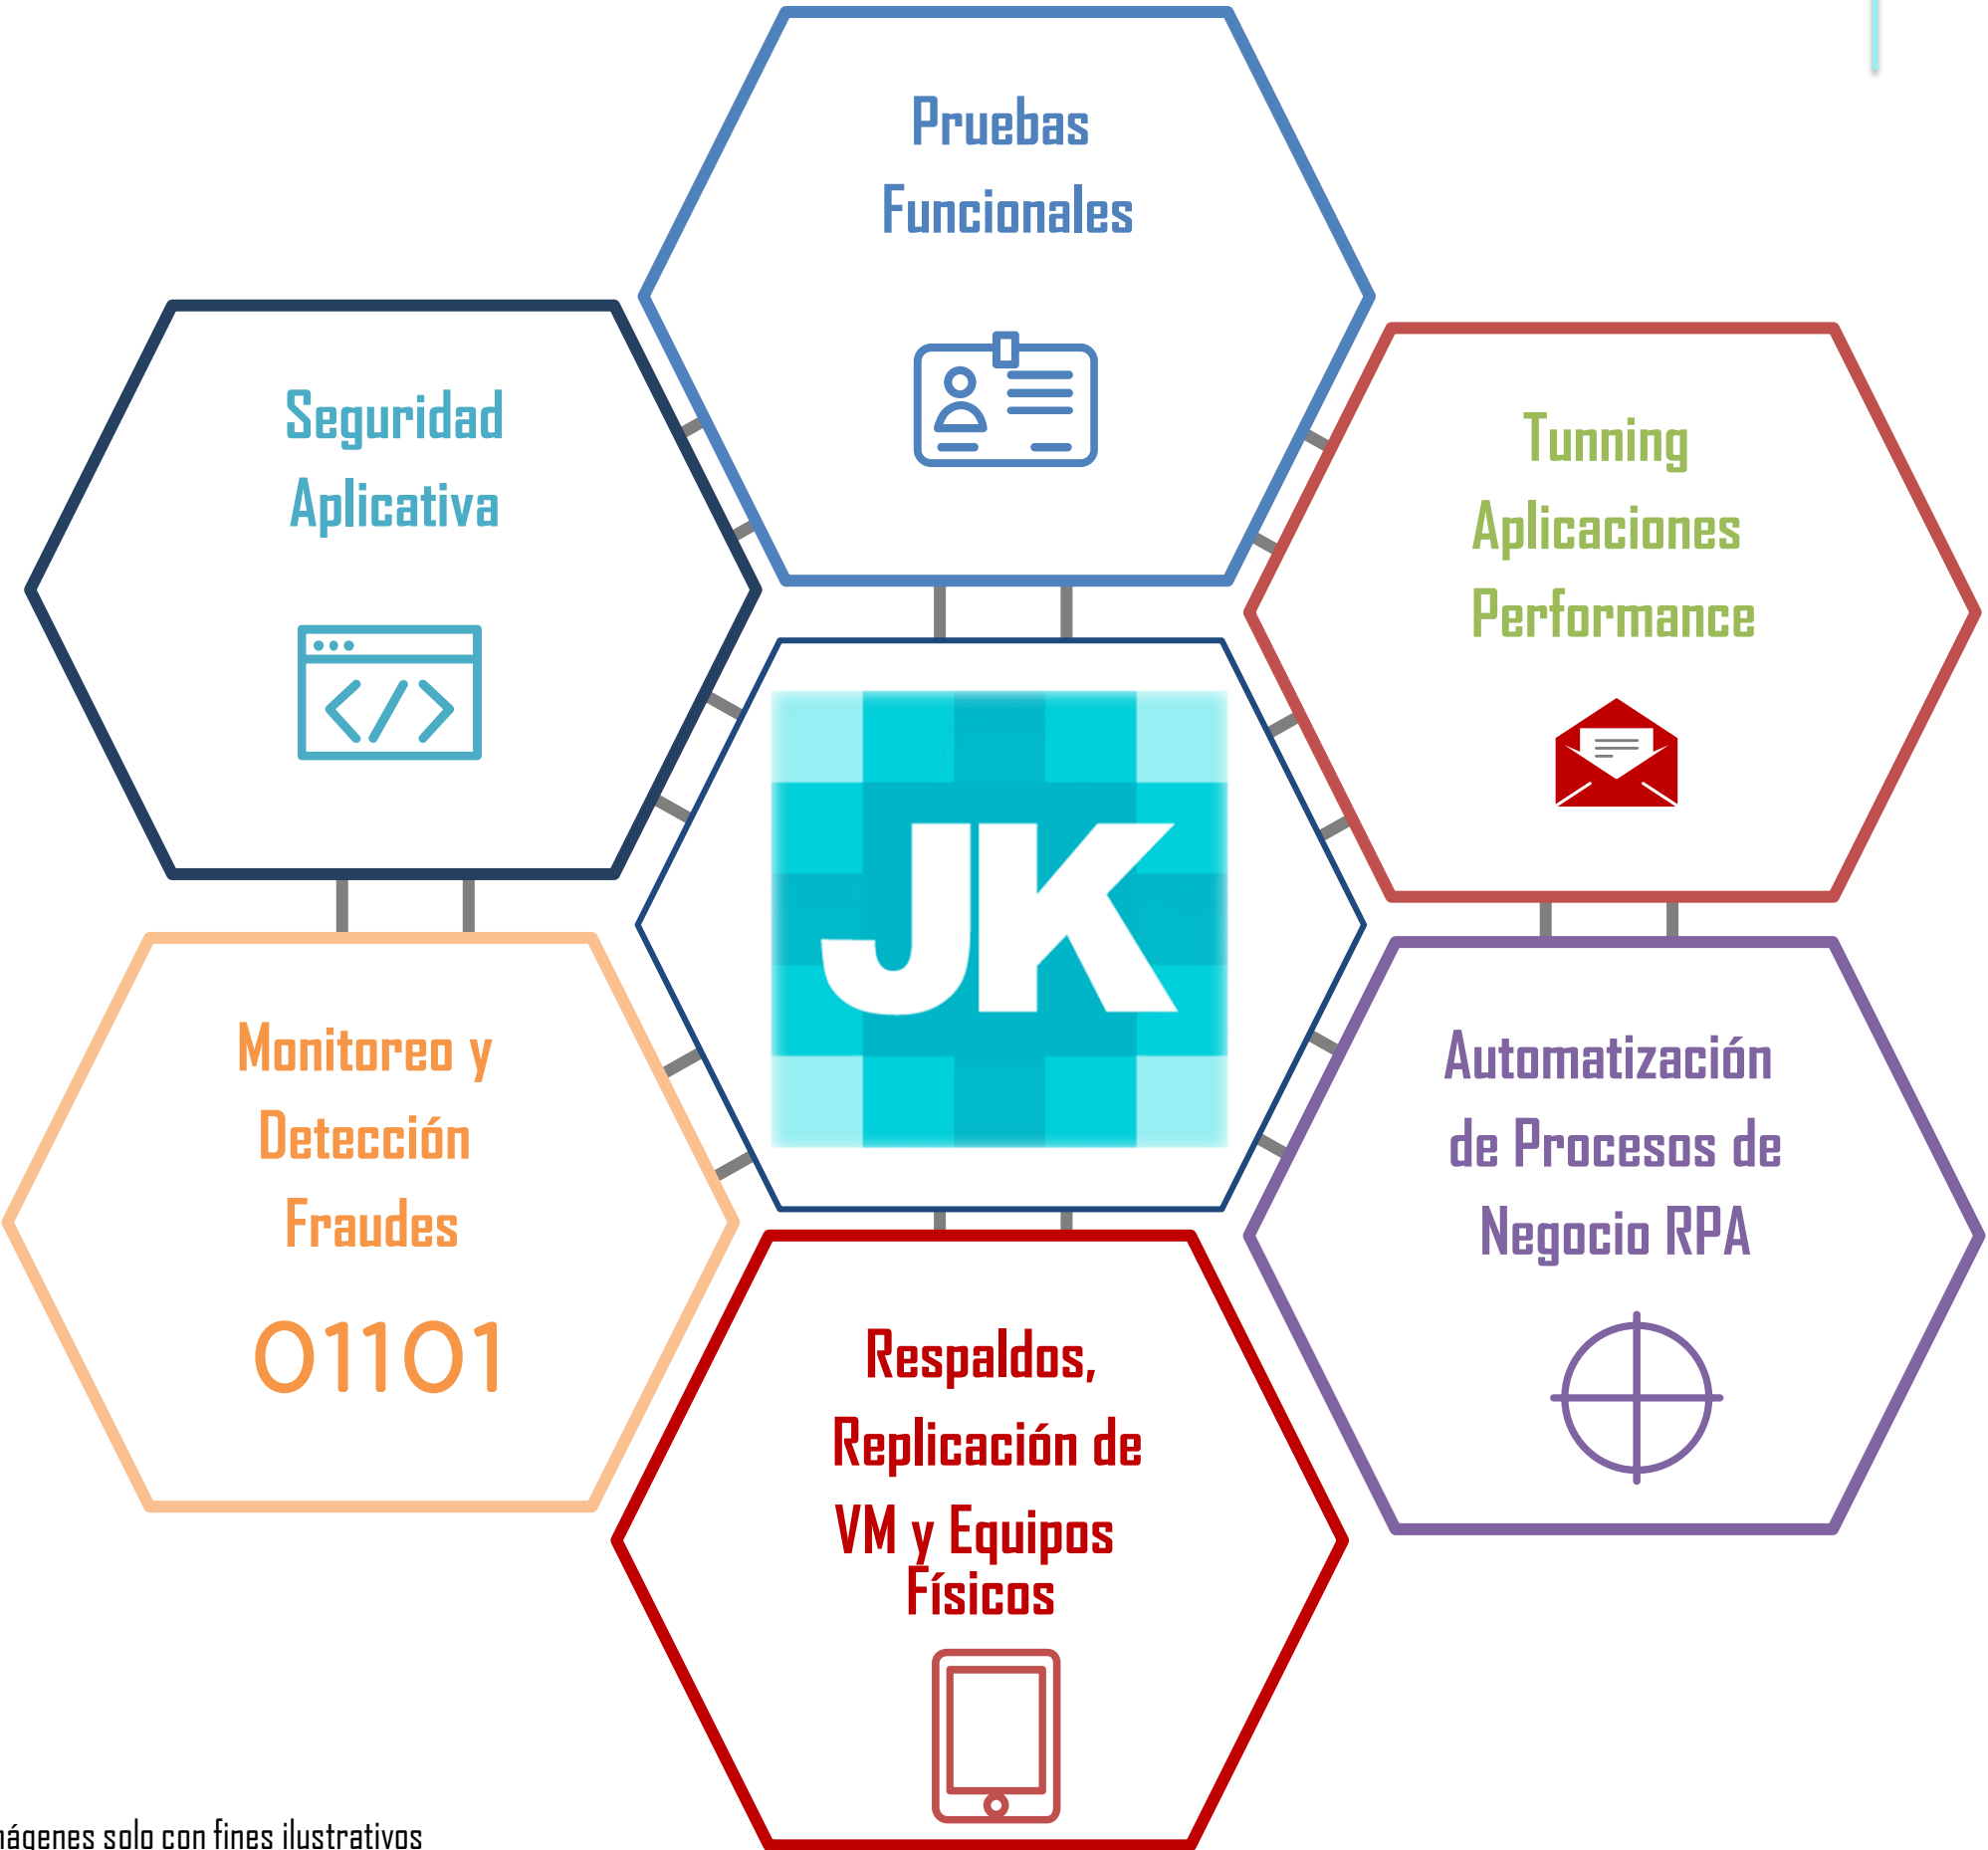 Pruebas
Funcionales
Seguridad
Aplicativa
Tunning
Aplicaciones
Performance
JK
Monitoreo y
Detección
Fraudes
01101
Automatización
de Procesos de
Negocio RPA
Respaldos,
Replicación de
VM y Equipos
Físicos
solo con fines ilustrativos